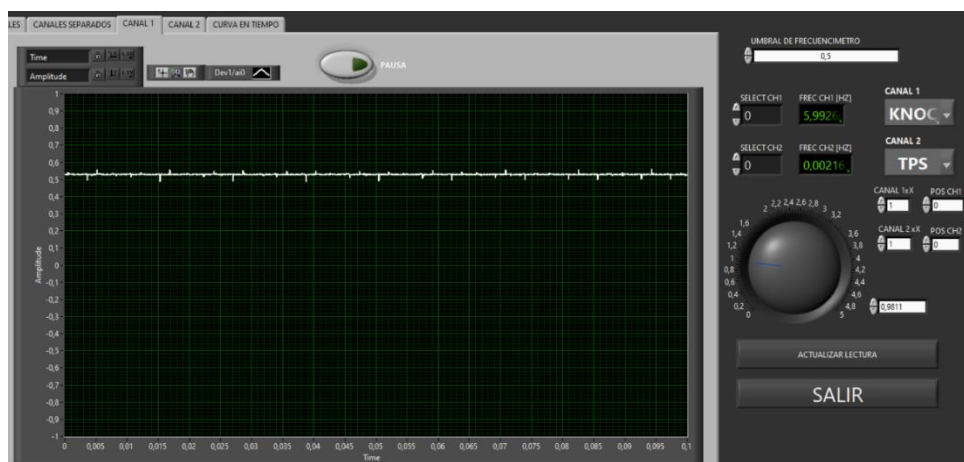 LES CANALES SEPARADOS CANAL 1 CANAL 2 CURVA EN TIEMPO
Time
Amplitude
Dev1/ai0
PAUSA
1
0,9
0,8
0,7
0,6
0,5
0,4
0,3
0,2
0,1
0
-0,1
-0,2
-0,3
-0,4
-0,5
-0,6
-0,7
-0,8
-0,9
-1
Amplitude
0 0,005 0,01 0,015 0,02 0,025 0,03 0,035 0,04 0,045 0,05 0,055 0,06 0,065 0,07 0,075 0,08 0,085 0,09 0,095 0,1
Time
UMBRAL DE FRECUENCIMETRO
0,5
SELECT CH1 FREC CH1 [HZ] CANAL 1
0 5,9926 KNOC
SELECT CH2 FREC CH2 [HZ] CANAL 2
0 0,00216 TPS
CANAL 1xX POS CH1
1 0
CANAL 2 xX POS CH2
1 0
0 0,2 0,4 0,6 0,8 1 1,2 1,4 1,6 2 2,2 2,4 2,6 2,8 3 3,2 3,6 3,8 4 4,2 4,4 4,6 4,8 5
0,9811
ACTUALIZAR LECTURA
SALIR